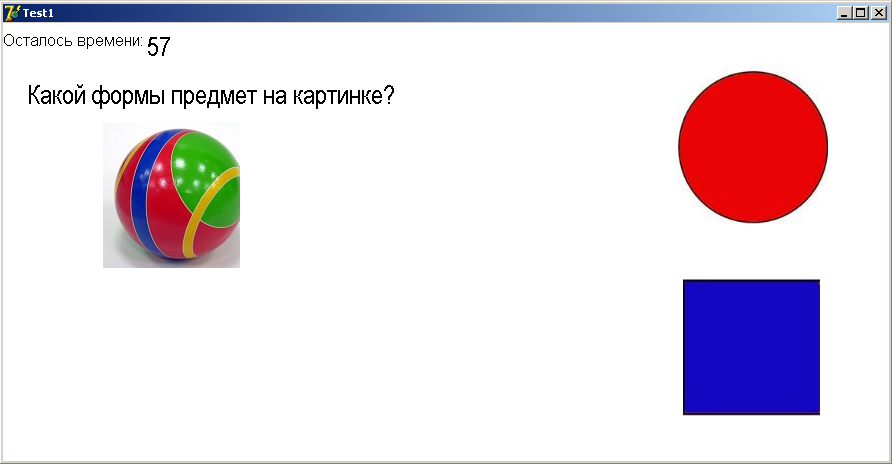 Test1
Осталось времени: 57
Какой формы предмет на картинке?